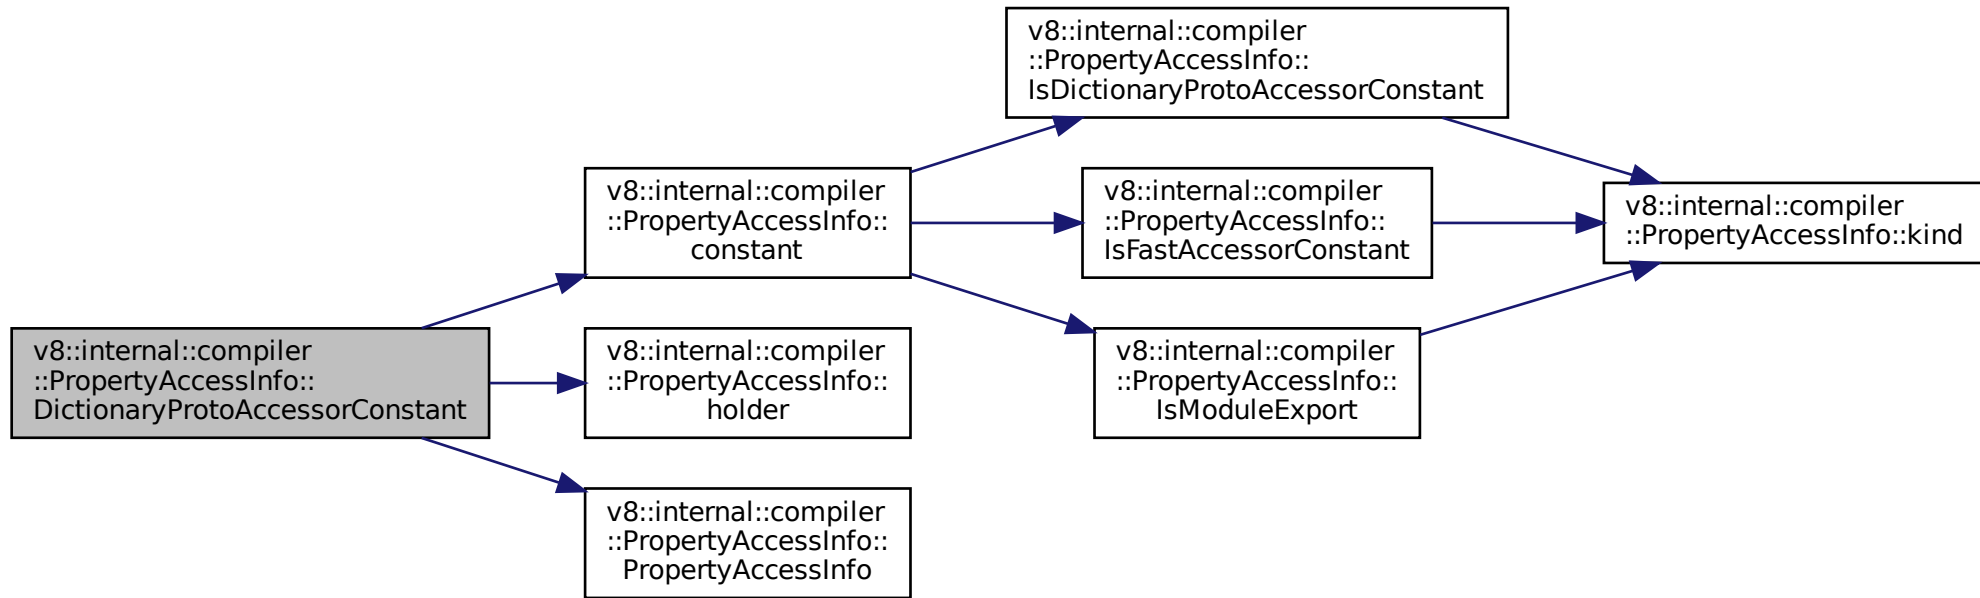 v8::internal::compiler
::PropertyAccessInfo::
DictionaryProtoAccessorConstant
v8::internal::compiler
::PropertyAccessInfo::
constant
v8::internal::compiler
::PropertyAccessInfo::
holder
v8::internal::compiler
::PropertyAccessInfo::
PropertyAccessInfo
v8::internal::compiler
::PropertyAccessInfo::
IsDictionaryProtoAccessorConstant
v8::internal::compiler
::PropertyAccessInfo::
IsFastAccessorConstant
v8::internal::compiler
::PropertyAccessInfo::
IsModuleExport
v8::internal::compiler
::PropertyAccessInfo::kind